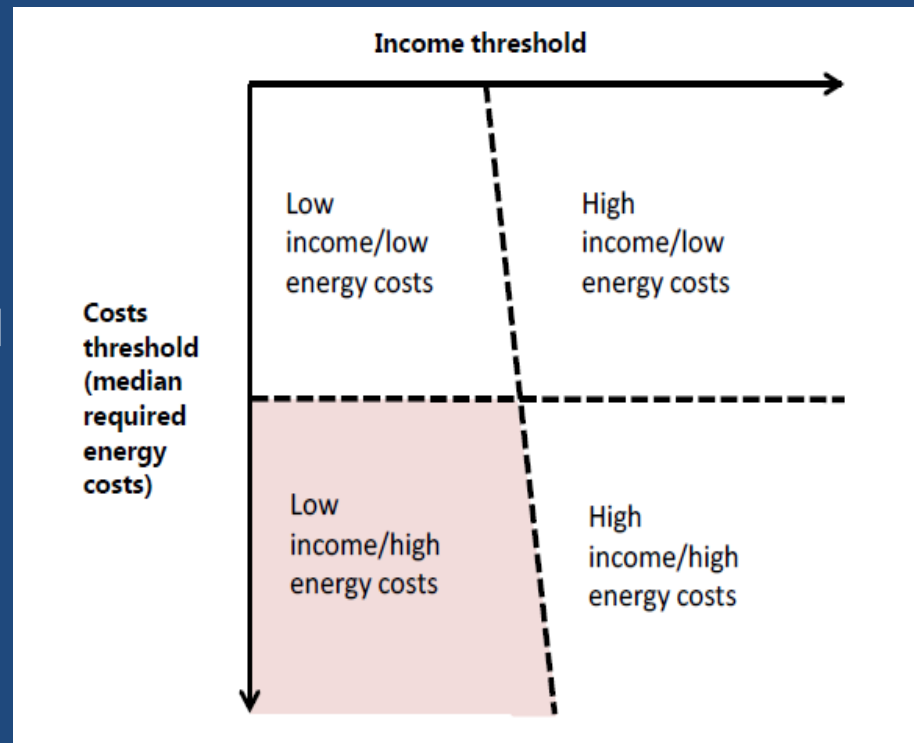 Income threshold
Low
income/low
energy costs
High
income/low
energy costs
Costs
threshold
(median
required
energy
costs)
Low
income/high
energy costs
High
income/high
energy costs